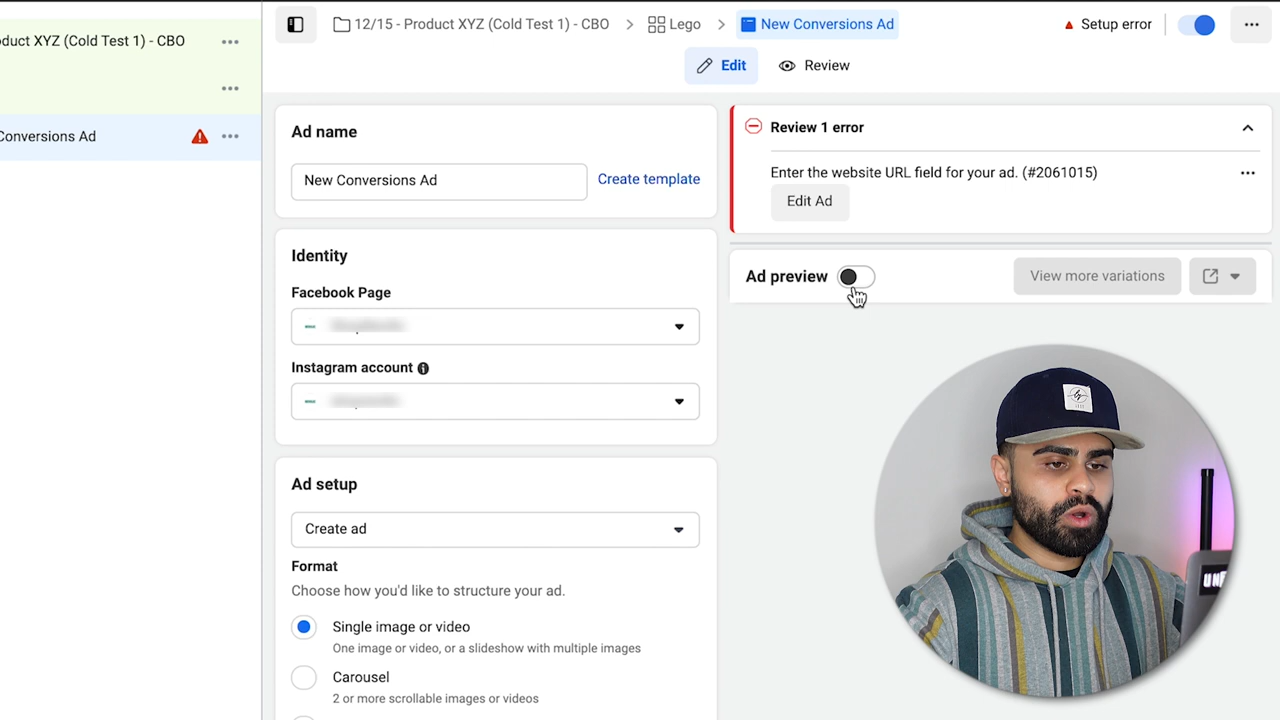 duct XYZ (Cold Test 1) - CBO
Conversions Ad
12/15 - Product XYZ (Cold Test 1) - CBO
Lego
New Conversions Ad
Setup error
Edit
Review
Ad name
New Conversions Ad
Create template
Identity
Facebook Page
Instagram account
Ad setup
Create ad
Format
Choose how you'd like to structure your ad.
Single image or video
One image or video, or a slideshow with multiple images
Carousel
2 or more scrollable images or videos
Review 1 error
Enter the website URL field for your ad. (#2061015)
Edit Ad
Ad preview
View more variations